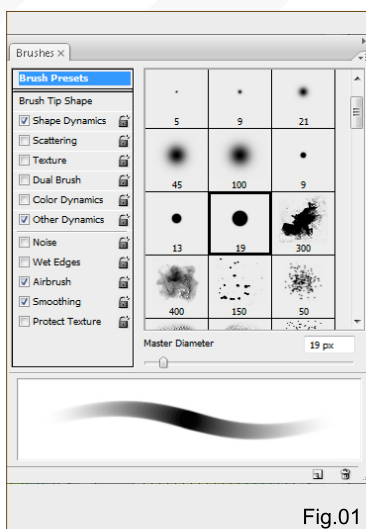 Brushes ×
Brush Presets
Brush Tip Shape
Shape Dynamics
Scattering
Texture
Dual Brush
Color Dynamics
Other Dynamics
Noise
Wet Edges
Airbrush
Smoothing
Protect Texture
5 9 21
45 100 9
13 19 300
400 150 50
Master Diameter 19 px
Fig.01